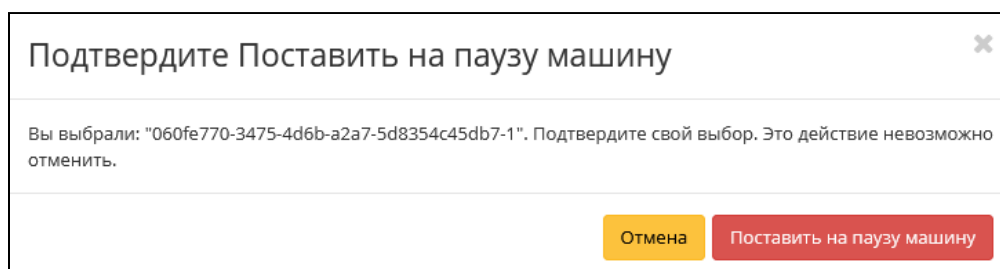 Подтвердите Поставить на паузу машину
Вы выбрали: "060fe770-3475-4d6b-a2a7-5d8354c45db7-1". Подтвердите свой выбор. Это действие невозможно
отменить.
Отмена
Поставить на паузу машину